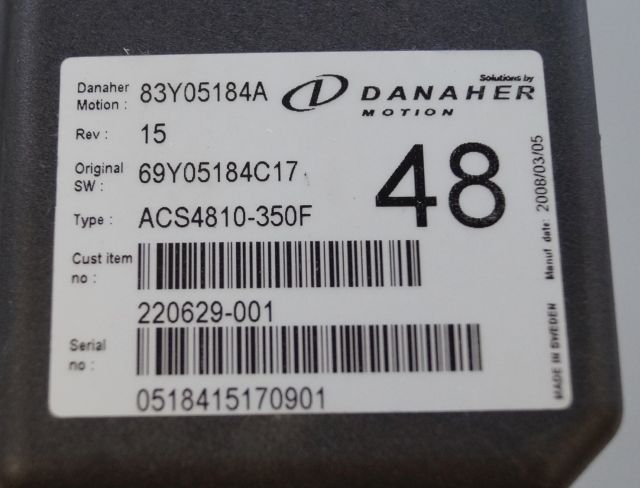 Danaher Motion : 83Y05184A
Solutions by
DANAHER
MOTION
Rev : 15
Original SW : 69Y05184C17
48
Type : ACS4810-350F
Cust item no :
220629-001
Serial no :
0518415170901
Manuf date: 2008/03/05
MADE IN SWEDEN